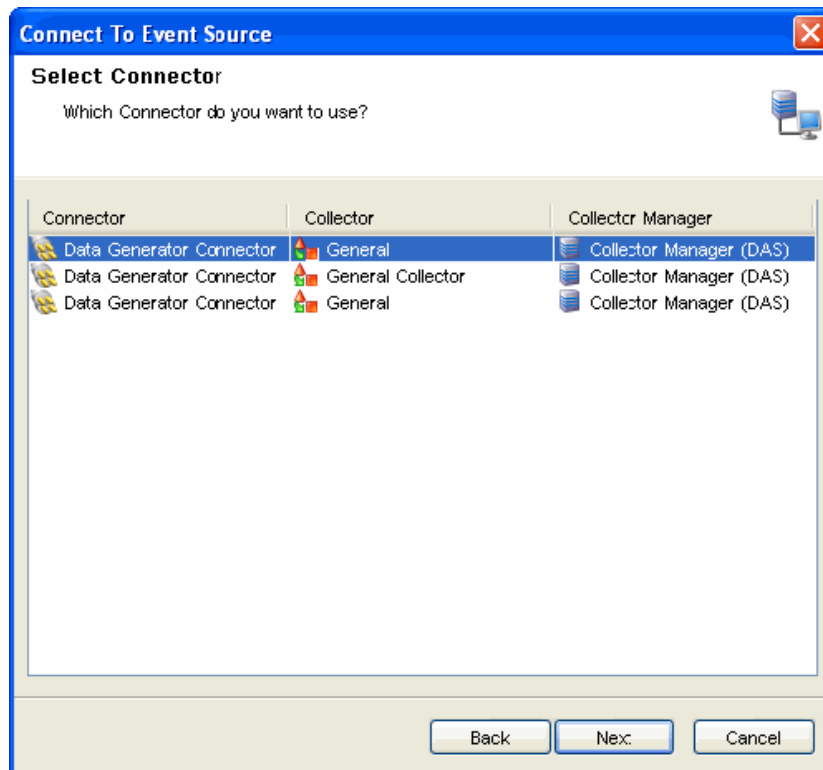 Connect To Event Source
Select Connector
Which Connector do you want to use?
Connector Collector Collector Manager
Data Generator Connector General Collector Manager (DAS)
Data Generator Connector General Collector Collector Manager (DAS)
Data Generator Connector General Collector Manager (DAS)
Back Next Cancel